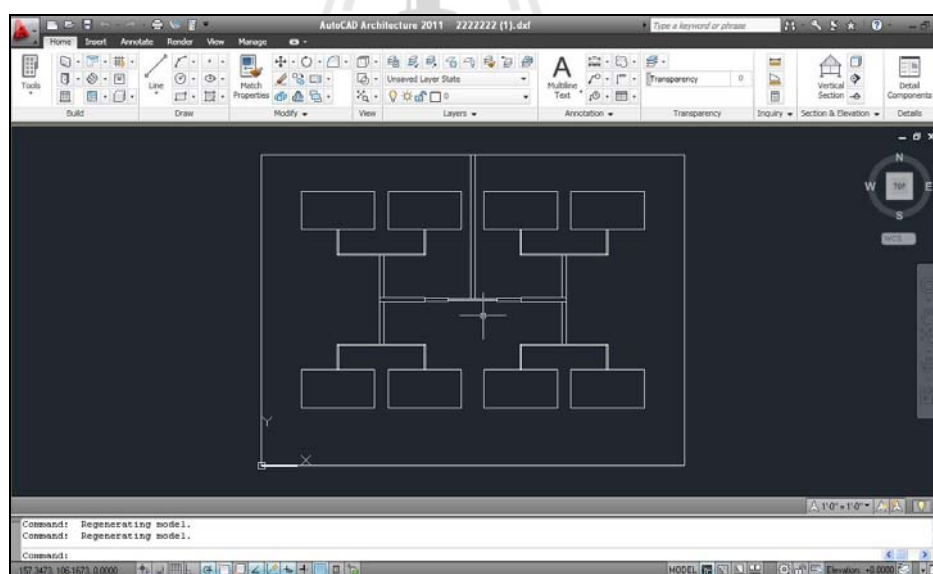 AutoCAD Architecture 2011 2222222 (1).dxf
Type a keyword or phrase
Home Insert Annotate Render View Manage
Tools
Line
Match Properties
Unsaved Layer State
0
Multiline Text
Transparency 0
Vertical Section
Detail Components
Build Draw Modify View Layers Annotation Transparency Inquiry Section & Elevation Details
N
W TOP E
S
WCS
Y
X
1'0" = 1'0"
Command: Regenerating model.
Command: Regenerating model.
Command:
157.3473, 106.1673, 0.0000 MODEL Elevation: +0.0000